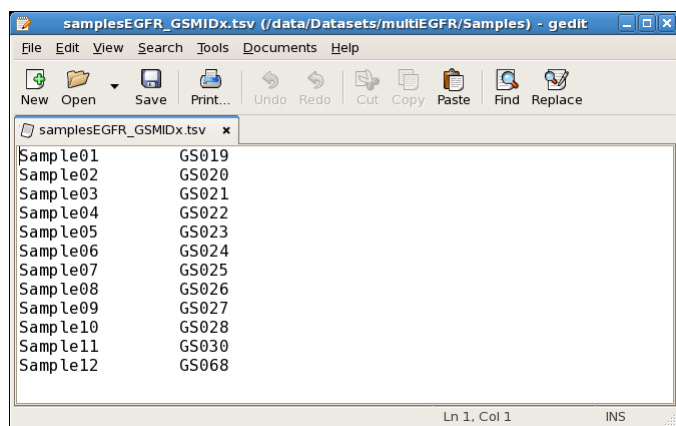 samplesEGFR_GSMIDx.tsv (/data/Datasets/multiEGFR/Samples) - gedit
File Edit View Search Tools Documents Help
New Open Save Print... Undo Redo Cut Copy Paste Find Replace
samplesEGFR_GSMIDx.tsv x
Sample01 GS019
Sample02 GS020
Sample03 GS021
Sample04 GS022
Sample05 GS023
Sample06 GS024
Sample07 GS025
Sample08 GS026
Sample09 GS027
Sample10 GS028
Sample11 GS030
Sample12 GS068
Ln 1, Col 1 INS